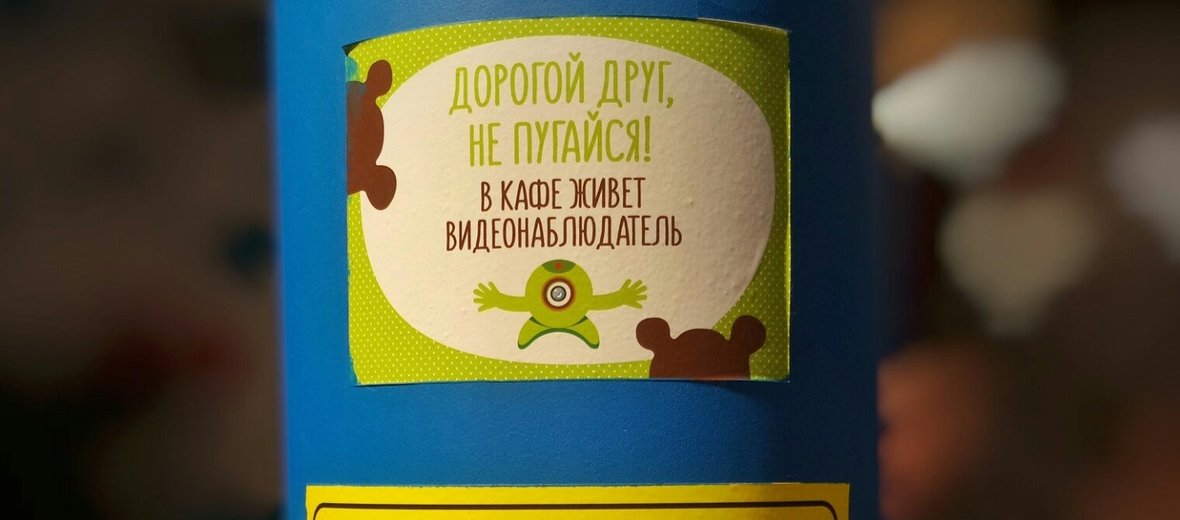 ДОРОГОЙ ДРУГ,
НЕ ПУГАЙСЯ!
В КАФЕ ЖИВЕТ
ВИДЕОНАБЛЮДАТЕЛЬ